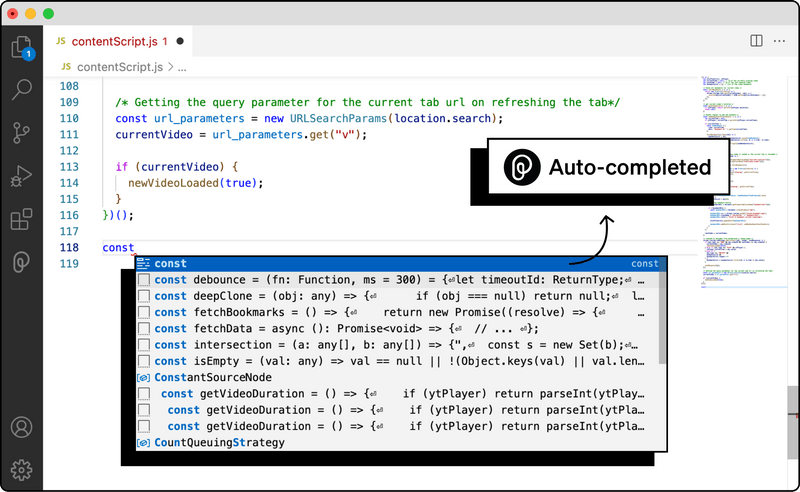 JS contentScript.js 1
JS contentScript.js > ...
1
108
109 /* Getting the query parameter for the current tab url on refreshing the tab*/
110 const url_parameters = new URLSearchParams(location.search);
111 currentVideo = url_parameters.get("v");
112
113 if (currentVideo) {
114 newVideoLoaded(true);
115 }
116 })();
117
118 const
119
Auto-completed
const const
const debounce = (fn: Function, ms = 300) = {⏎let timeoutId: ReturnType;⏎ …
const deepClone = (obj: any) => {⏎ if (obj === null) return null;⏎ l…
const fetchBookmarks = () => {⏎ return new Promise((resolve) => {⏎ …
const fetchData = async (): Promise<void> => {⏎ // ... ⏎};
const intersection = (a: any[], b: any[]) => {",⏎ const s = new Set(b);⏎…
const isEmpty = (val: any) => val == null || !(Object.keys(val) || val.len…
ConstantSourceNode
const getVideoDuration = () => {⏎ if (ytPlayer) return parseInt(ytPlay…
const getVideoDuration = () => {⏎ if (ytPlayer) return parseInt(ytPla…
const getVideoDuration = () => {⏎ if (ytPlayer) return parseInt(ytPla…
CountQueuingStrategy